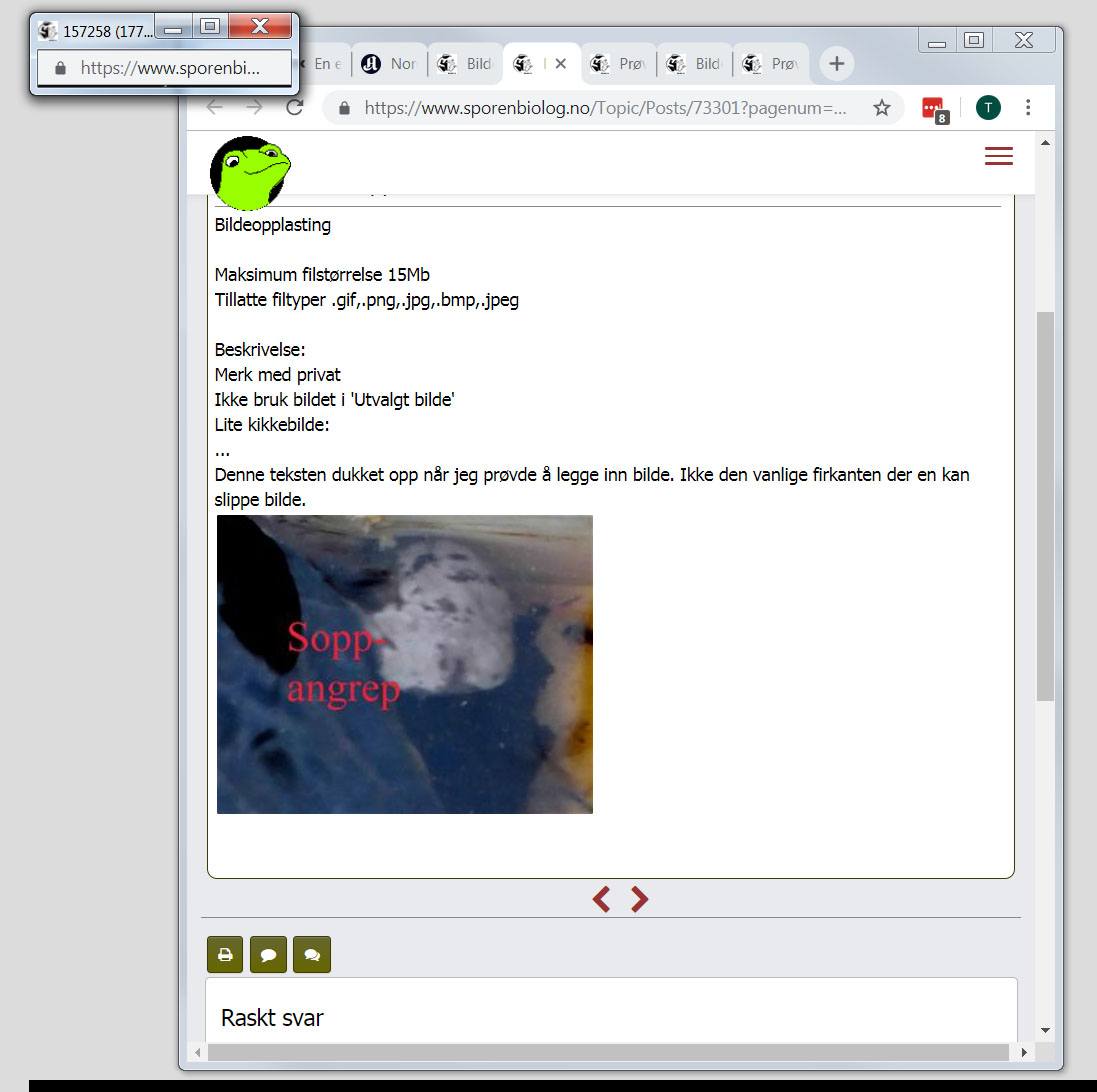 157258 (177...
https://www.sporenbi...
En e
Nor
Bild
Prøv
Bild
Prøv
https://www.sporenbiolog.no/Topic/Posts/73301?pagenum=...
8
T
Bildeopplasting
Maksimum filstørrelse 15Mb
Tillatte filtyper .gif,.png,.jpg,.bmp,.jpeg
Beskrivelse:
Merk med privat
Ikke bruk bildet i 'Utvalgt bilde'
Lite kikkebilde:
...
Denne teksten dukket opp når jeg prøvde å legge inn bilde. Ikke den vanlige firkanten der en kan
slippe bilde.
Sopp-
angrep
Raskt svar